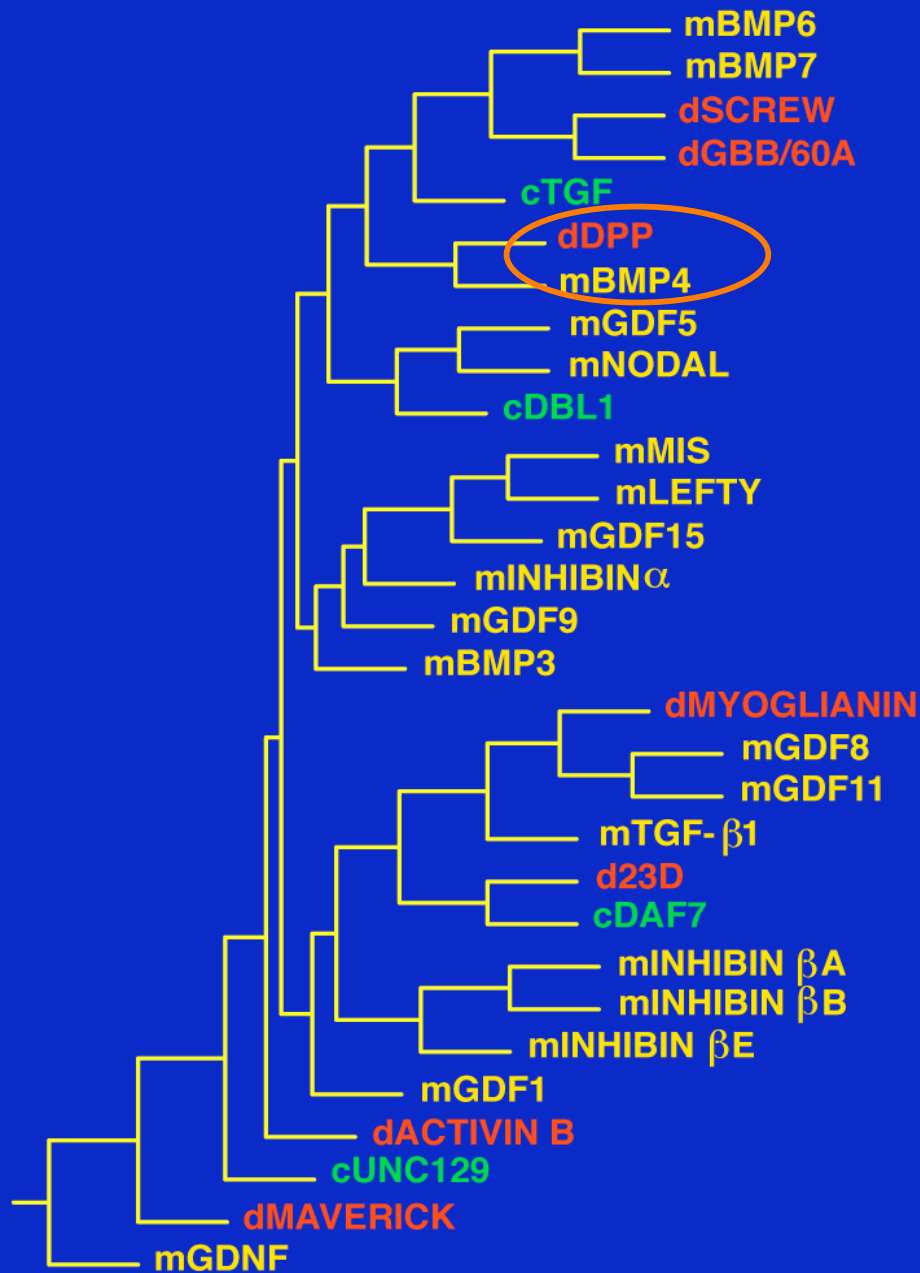 mBMP6
mBMP7
dSCREW
dGBB/60A
cTGF
dDPP
mBMP4
mGDF5
mNODAL
cDBL1
mMIS
mLEFTY
mGDF15
mINHIBINα
mGDF9
mBMP3
dMYOGLIANIN
mGDF8
mGDF11
mTGF-β1
d23D
cDAF7
mINHIBIN βA
mINHIBIN βB
mINHIBIN βE
mGDF1
dACTIVIN B
cUNC129
dMAVERICK
mGDNF